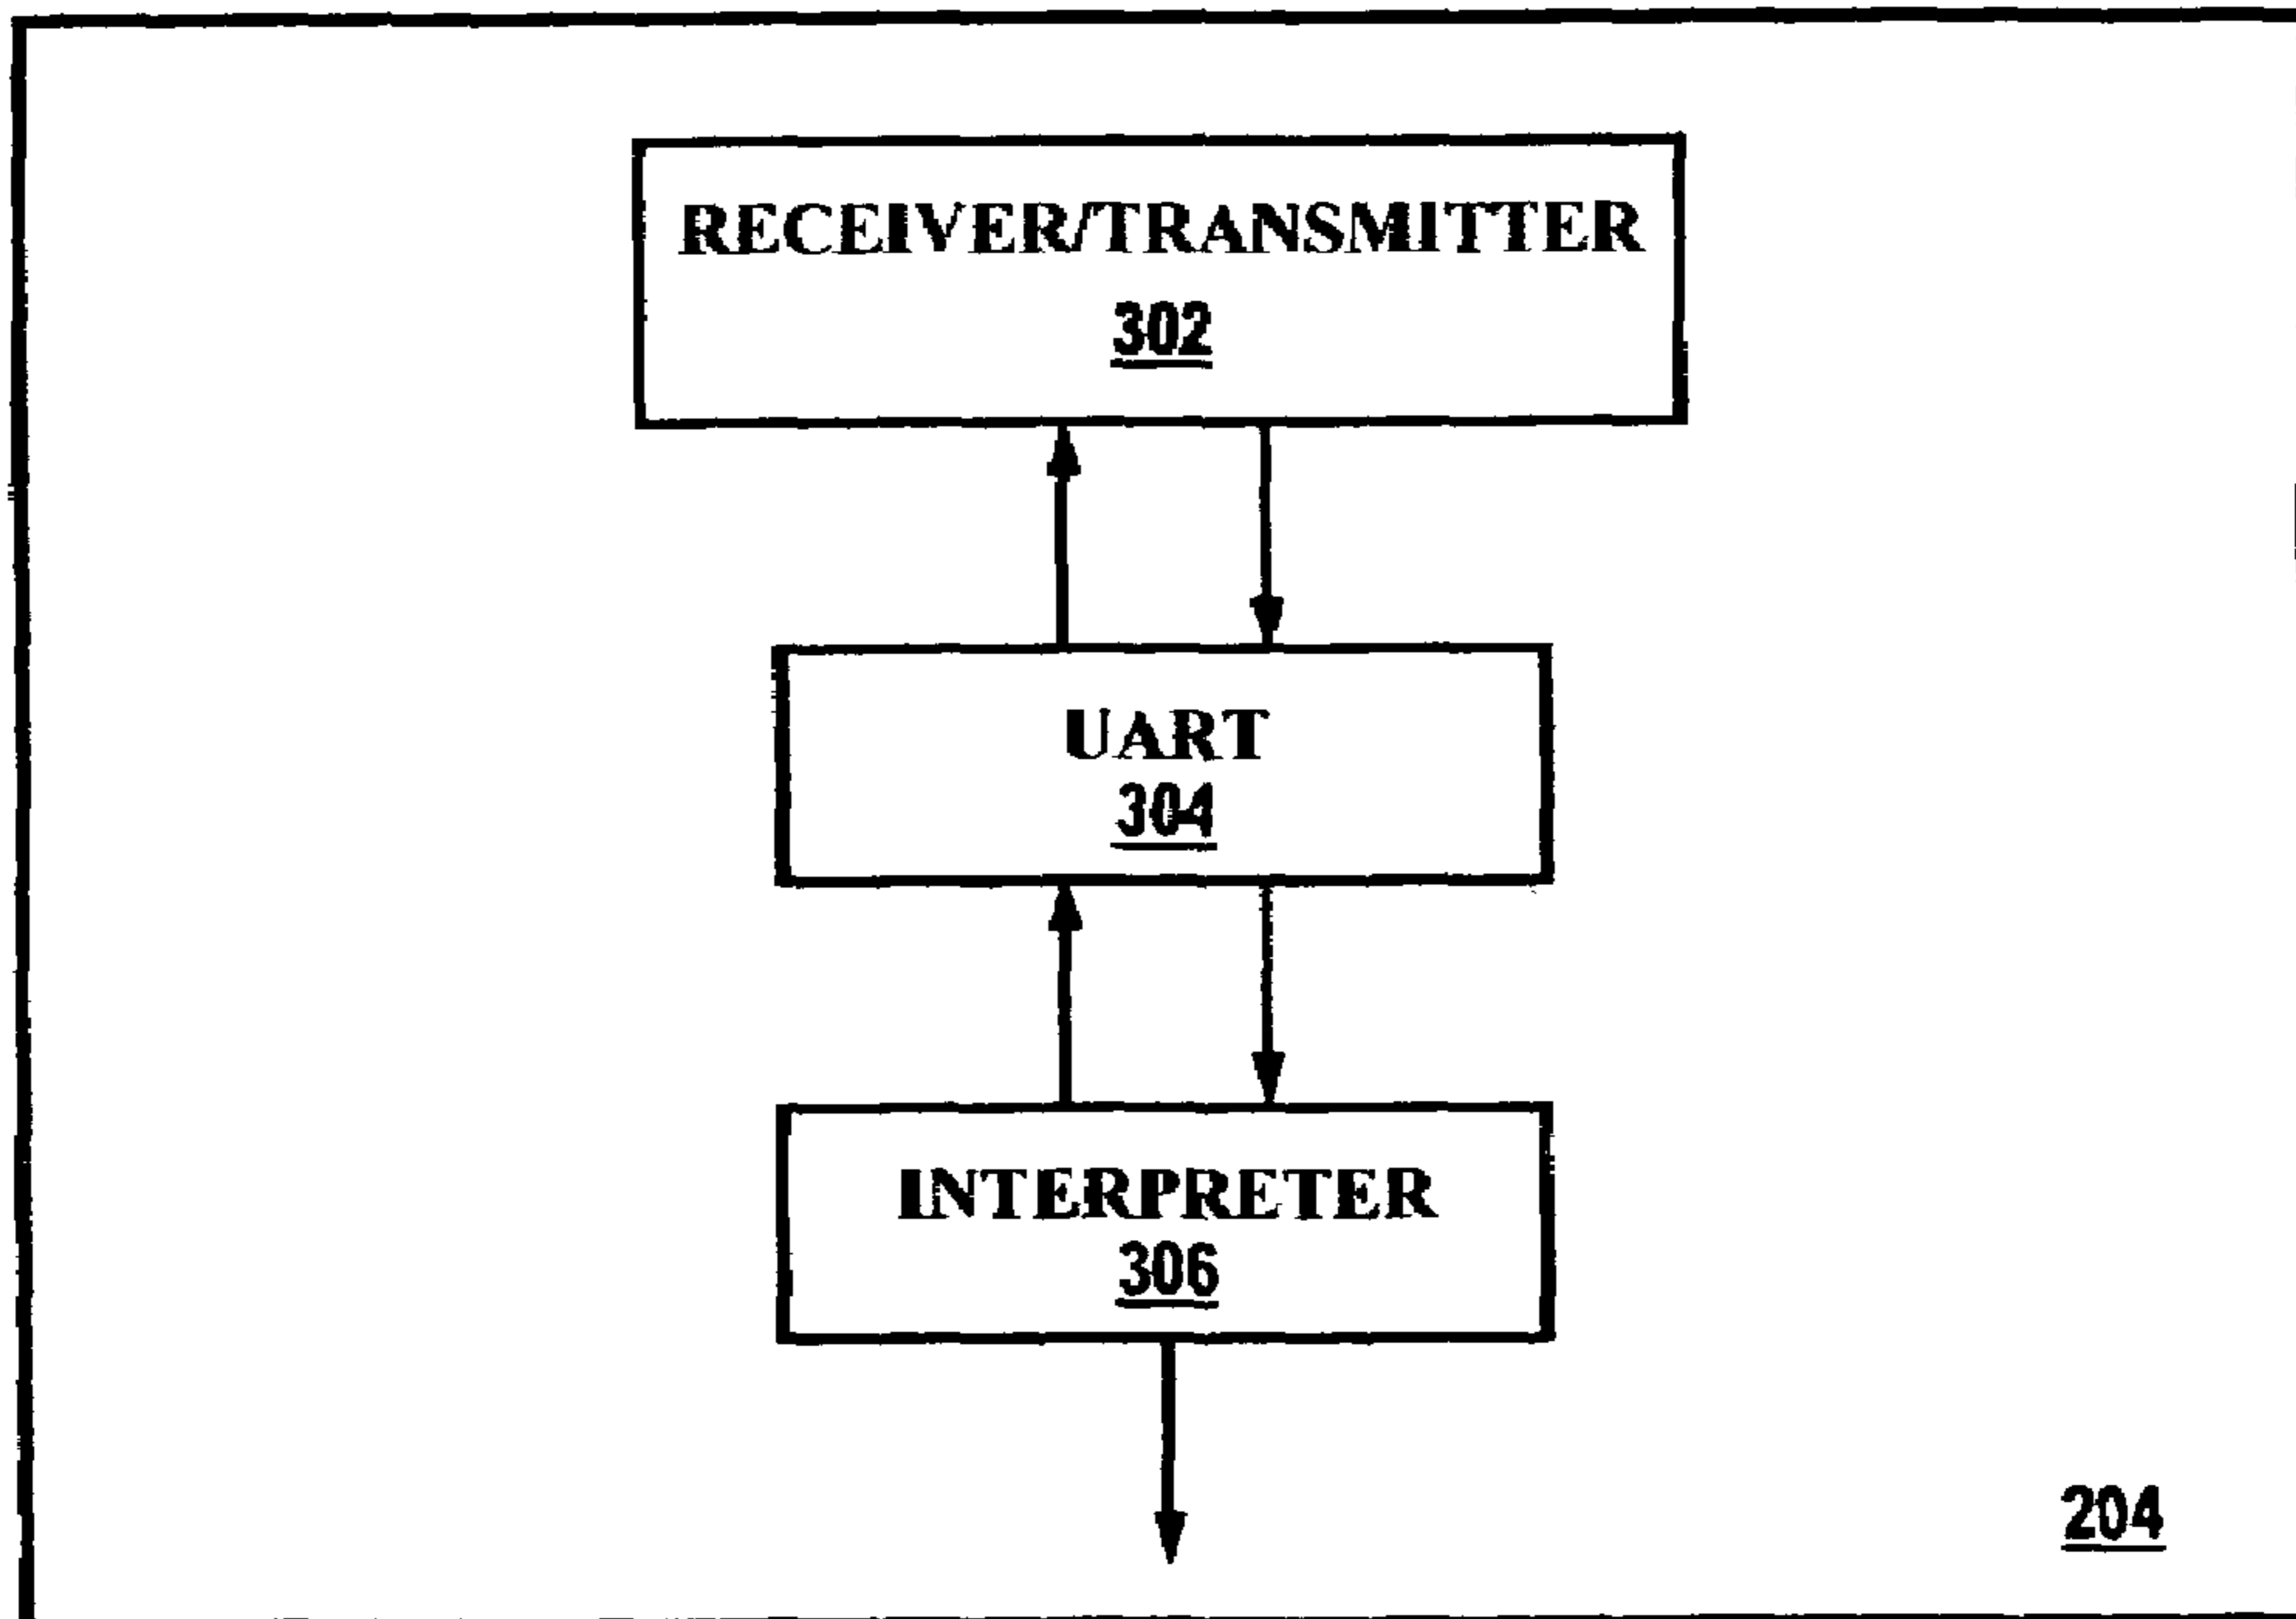 RECEIVER/TRANSMITTER
302
UART
304
INTERPRETER
306
204